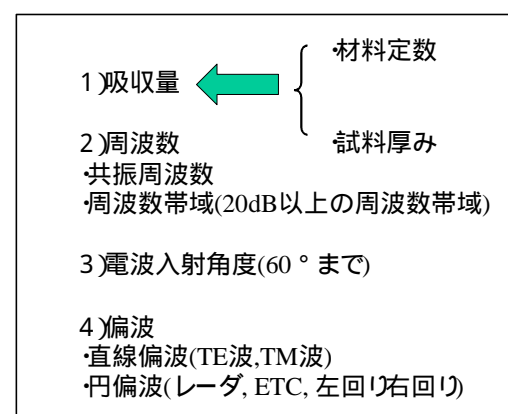 ・材料定数
1)吸収量
2)周波数
・試料厚み
・共振周波数
・周波数帯域(20dB以上の周波数帯域)
3)電波入射角度(60°まで)
4)偏波
・直線偏波(TE波,TM波)
・円偏波(レーダ, ETC, 左回り右回り)